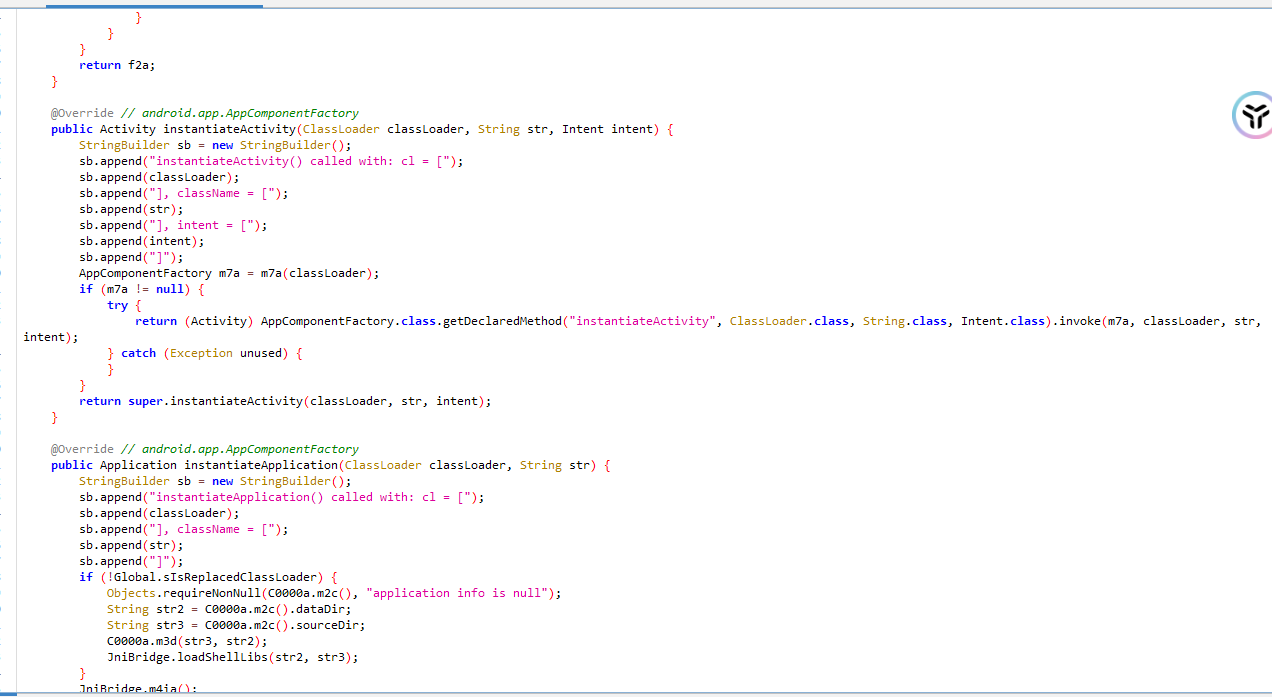 }
}
}
return f2a;
}
@Override // android.app.AppComponentFactory
public Activity instantiateActivity(ClassLoader classLoader, String str, Intent intent) {
StringBuilder sb = new StringBuilder();
sb.append("instantiateActivity() called with: cl = [");
sb.append(classLoader);
sb.append("], className = [");
sb.append(str);
sb.append("], intent = [");
sb.append(intent);
sb.append("]");
AppComponentFactory m7a = m7a(classLoader);
if (m7a != null) {
try {
return (Activity) AppComponentFactory.class.getDeclaredMethod("instantiateActivity", ClassLoader.class, String.class, Intent.class).invoke(m7a, classLoader, str,
intent);
} catch (Exception unused) {
}
}
return super.instantiateActivity(classLoader, str, intent);
}
@Override // android.app.AppComponentFactory
public Application instantiateApplication(ClassLoader classLoader, String str) {
StringBuilder sb = new StringBuilder();
sb.append("instantiateApplication() called with: cl = [");
sb.append(classLoader);
sb.append("], className = [");
sb.append(str);
sb.append("]");
if (!Global.sIsReplacedClassLoader) {
Objects.requireNonNull(C0000a.m2c(), "application info is null");
String str2 = C0000a.m2c().dataDir;
String str3 = C0000a.m2c().sourceDir;
C0000a.m3d(str3, str2);
JniBridge.loadShellLibs(str2, str3);
}
JniBridge.m4ia();